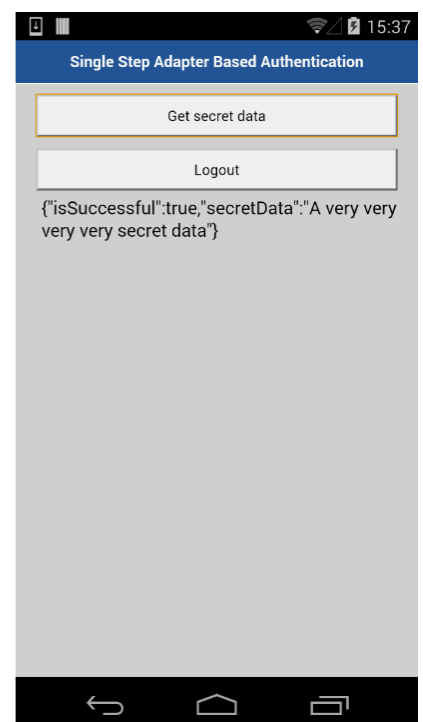 15:37
Single Step Adapter Based Authentication
Get secret data
Logout
{"isSuccessful":true,"secretData":"A very very
very very secret data"}